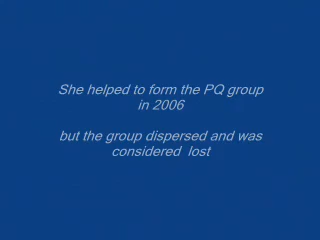 She helped to form the PQ group
in 2006
but the group dispersed and was
considered lost